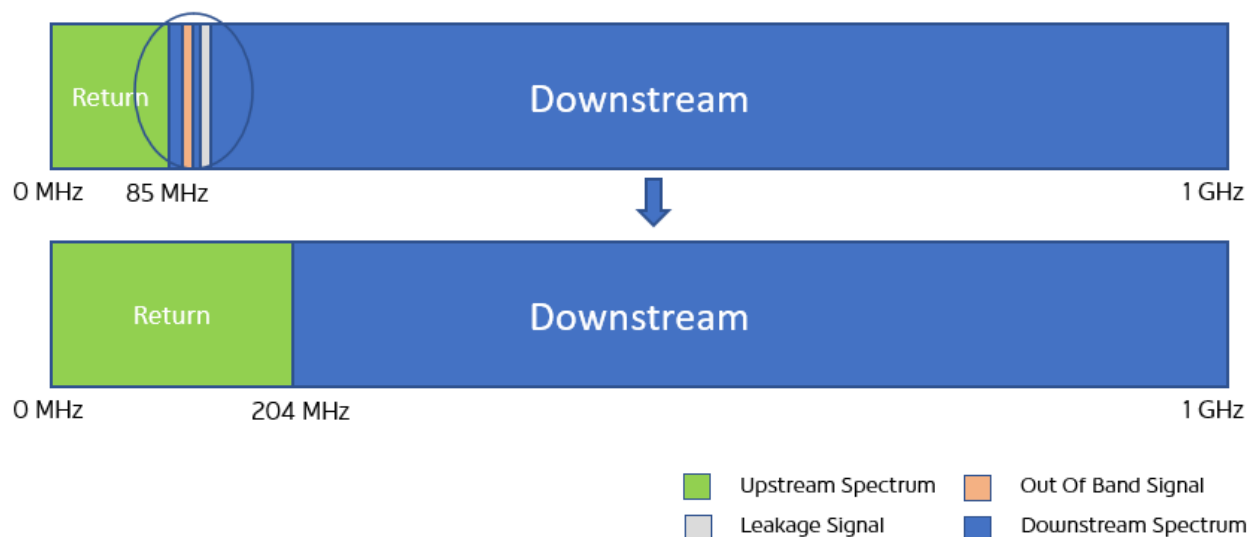 Return
Downstream
0 MHz 85 MHz 1 GHz
Return
Downstream
0 MHz 204 MHz 1 GHz
Upstream Spectrum Out Of Band Signal
Leakage Signal Downstream Spectrum